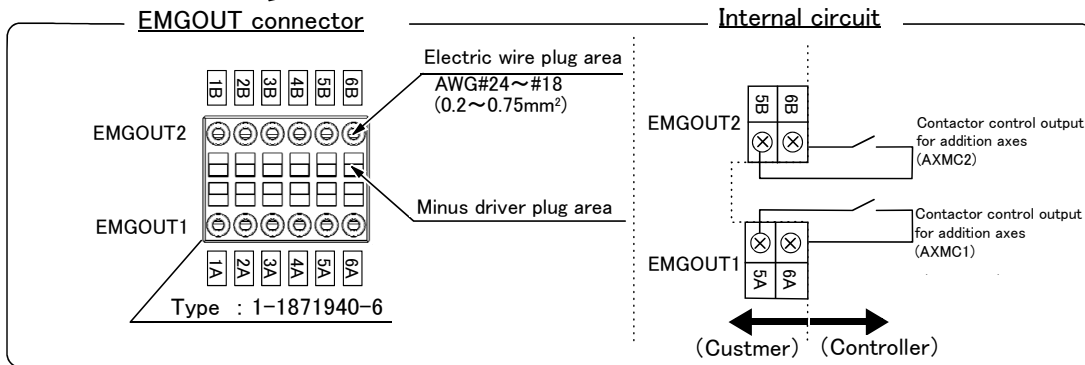 EMGOUT connector
Internal circuit
Electric wire plug area
AWG#24～#18
(0.2～0.75mm²)
1B 2B 3B 4B 5B 6B
EMGOUT2
Minus driver plug area
EMGOUT1
1A 2A 3A 4A 5A 6A
Type : 1-1871940-6
5B 6B
EMGOUT2
Contactor control output
for addition axes
(AXMC2)
Contactor control output
for addition axes
(AXMC1)
EMGOUT1
5A 6A
(Custmer) (Controller)